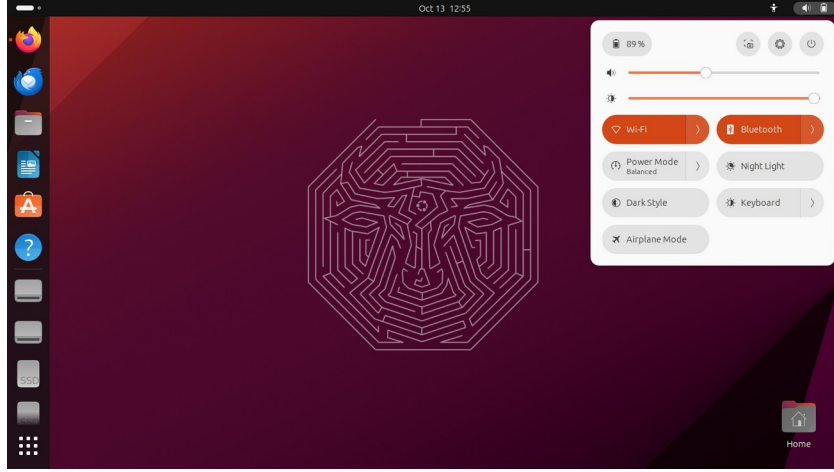 Oct 13 12:55
89 %
Wi-Fi
Bluetooth
Power Mode
Balanced
Night Light
Dark Style
Keyboard
Airplane Mode
SSD
Home